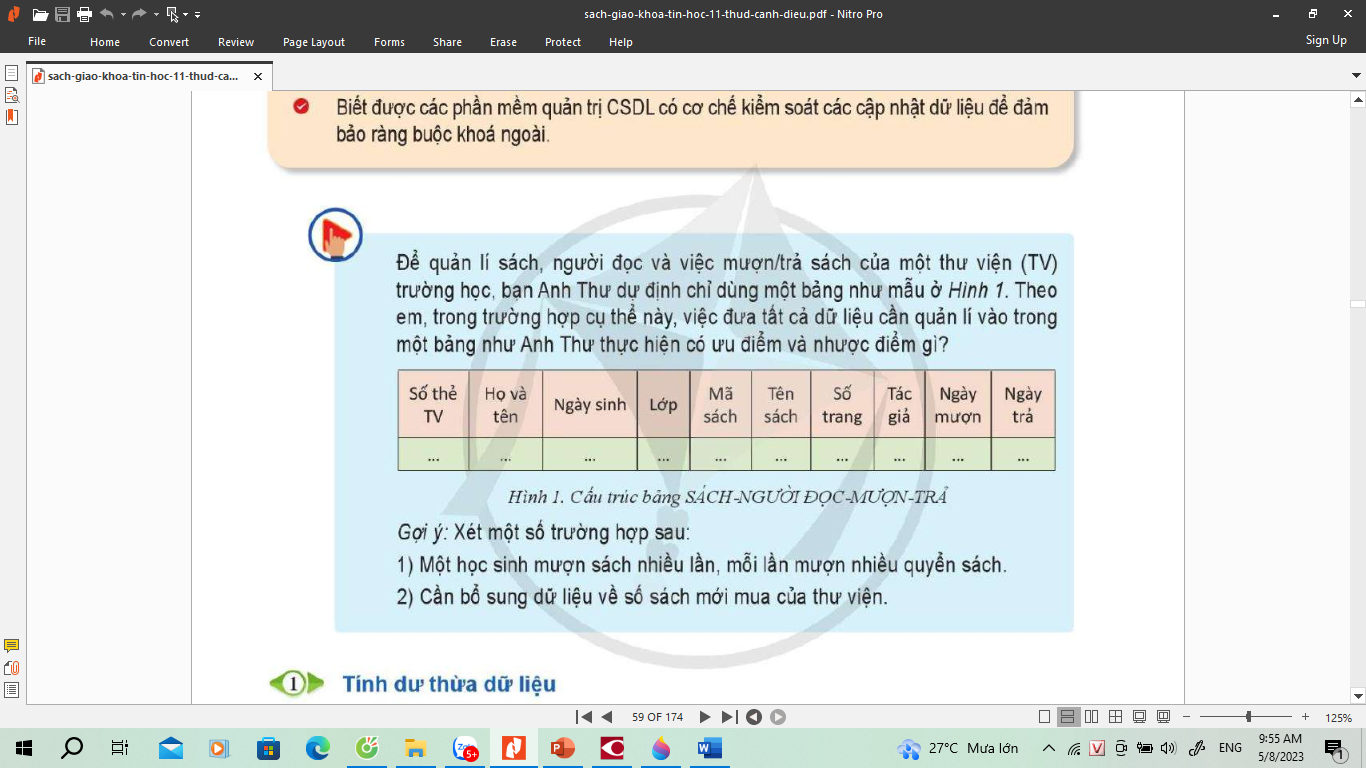 sach-giao-khoa-tin-hoc-11-thud-canh-dieu.pdf - Nitro Pro
File Home Convert Review Page Layout Forms Share Erase Protect Help Sign Up
sach-giao-khoa-tin-hoc-11-thud-ca...
Biết được các phần mềm quản trị CSDL có cơ chế kiểm soát các cập nhật dữ liệu để đảm
bảo ràng buộc khoá ngoài.
Để quản lí sách, người đọc và việc mượn/trả sách của một thư viện (TV)
trường học, bạn Anh Thư dự định chỉ dùng một bảng như mẫu ở Hình 1. Theo
em, trong trường hợp cụ thể này, việc đưa tất cả dữ liệu cần quản lí vào trong
một bảng như Anh Thư thực hiện có ưu điểm và nhược điểm gì?
Số thẻ TV Họ và tên Ngày sinh Lớp Mã sách Tên sách Số trang Tác giả Ngày mượn Ngày trả
... ... ... ... ... ... ... ... ... ...
Hình 1. Cấu trúc bảng SÁCH-NGƯỜI ĐỌC-MƯỢN-TRẢ
Gợi ý: Xét một số trường hợp sau:
1) Một học sinh mượn sách nhiều lần, mỗi lần mượn nhiều quyển sách.
2) Cần bổ sung dữ liệu về số sách mới mua của thư viện.
1 Tính dư thừa dữ liệu
59 OF 174
125%
27°C Mưa lớn
ENG
9:55 AM
5/8/2023